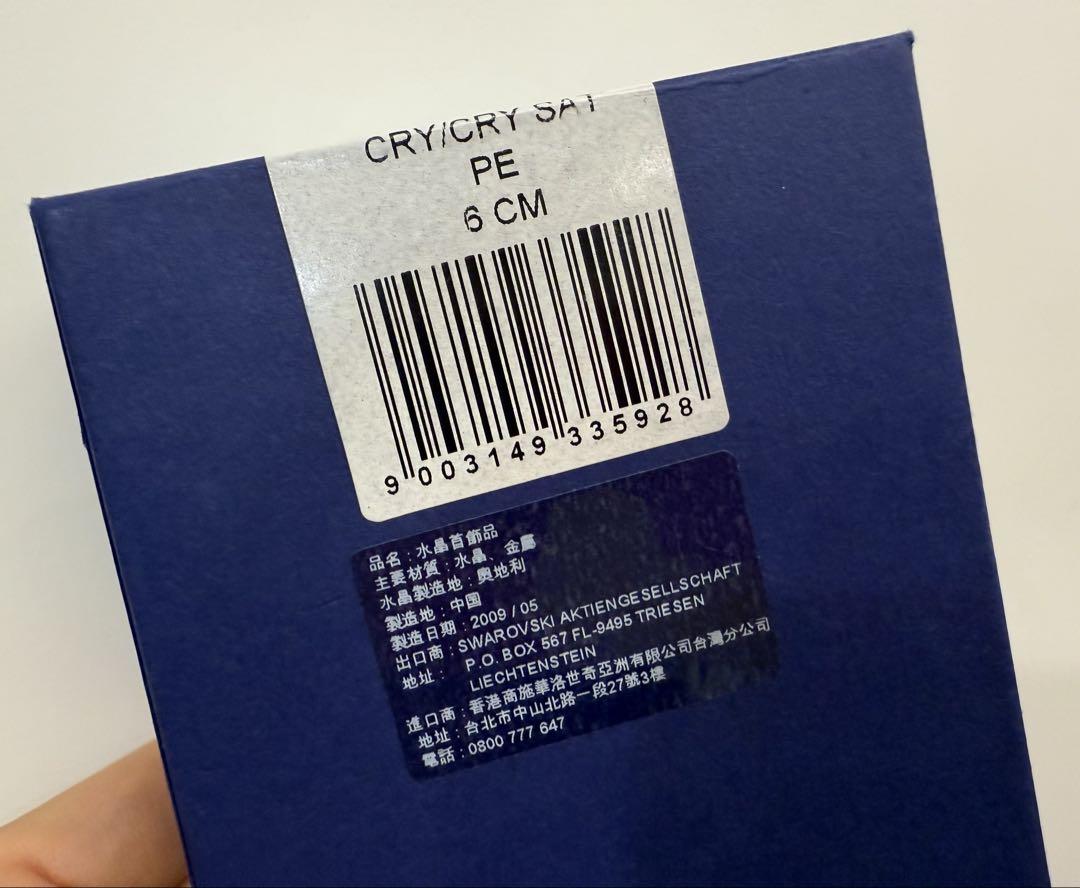 CRY/CRY SAT
PE
6 CM
9 003149 335928
品名：水晶首飾品
主要材質：水晶、金屬
水晶製造地：奧地利
製造地：中国
製造日期：2009 / 05
出口商：SWAROVSKI AKTIENGESELLSCHAFT
地址： P.O. BOX 567 FL-9495 TRIESEN
LIECHTENSTEIN
進口商：香港商施華洛世奇亞洲有限公司台灣分公司
地址：台北市中山北路一段27號3樓
電話：0800 777 647